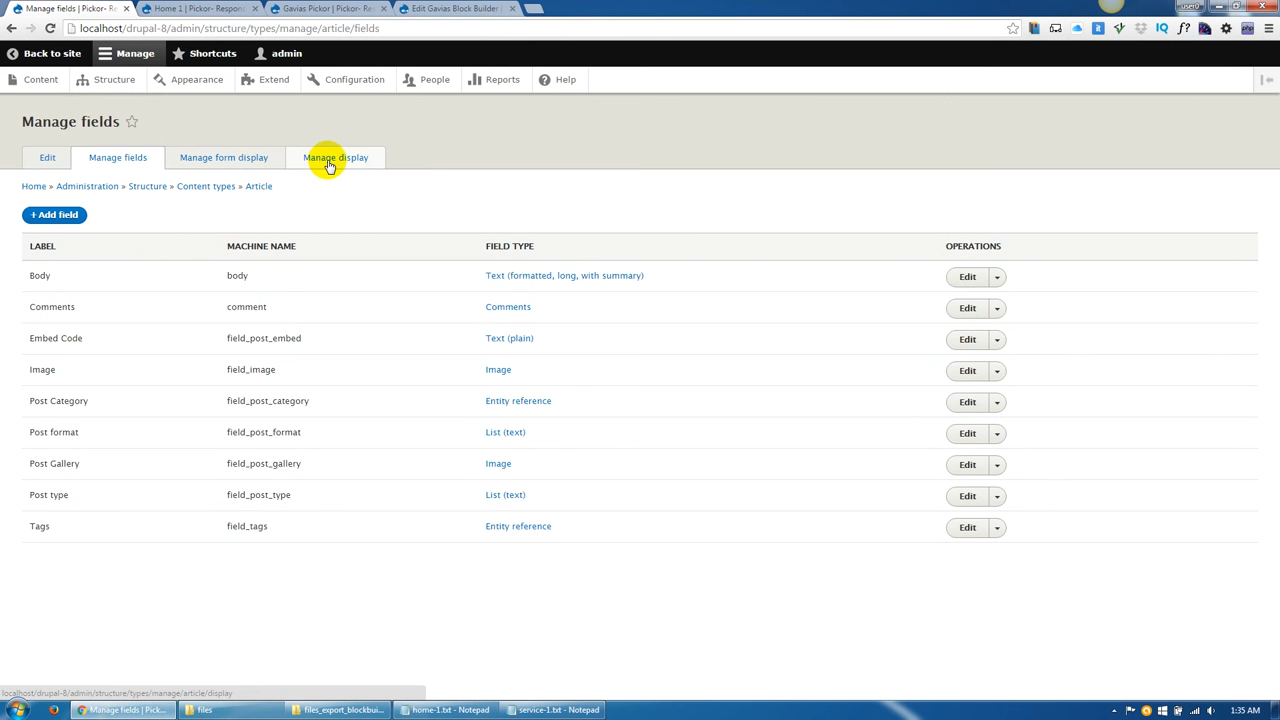 Manage fields | Pickor- Re
Home 1 | Pickor- Respon
Gavias Pickor | Pickor- Re
Edit Gavias Block Builder |
user0
localhost/drupal-8/admin/structure/types/manage/article/fields
Back to site Manage Shortcuts admin
Content Structure Appearance Extend Configuration People Reports Help
Manage fields
Edit Manage fields Manage form display Manage display
Home » Administration » Structure » Content types » Article
+ Add field
LABEL MACHINE NAME FIELD TYPE OPERATIONS
Body body Text (formatted, long, with summary) Edit
Comments comment Comments Edit
Embed Code field_post_embed Text (plain) Edit
Image field_image Image Edit
Post Category field_post_category Entity reference Edit
Post format field_post_format List (text) Edit
Post Gallery field_post_gallery Image Edit
Post type field_post_type List (text) Edit
Tags field_tags Entity reference Edit
localhost/drupal-8/admin/structure/types/manage/article/display
Manage fields | Pick... files files_export_blockbui... home-1.txt - Notepad service-1.txt - Notepad 1:35 AM